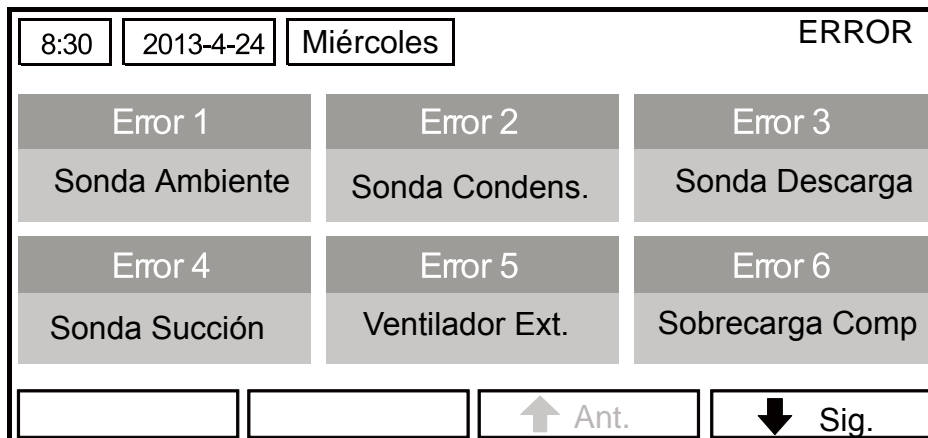 8:30 2013-4-24 Miércoles ERROR
Error 1 Error 2 Error 3
Sonda Ambiente Sonda Condens. Sonda Descarga
Error 4 Error 5 Error 6
Sonda Succión Ventilador Ext. Sobrecarga Comp
Ant. Sig.